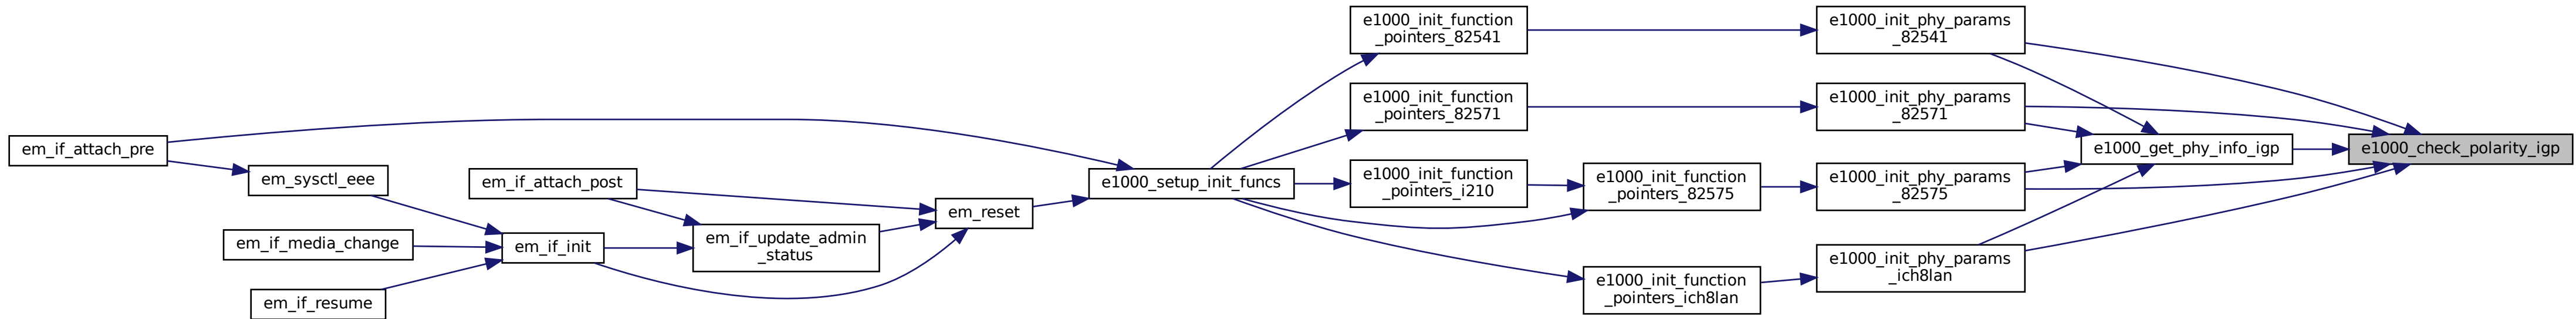 em_if_attach_pre
em_sysctl_eee
em_if_media_change
em_if_resume
em_if_attach_post
em_if_init
em_if_update_admin
_status
em_reset
e1000_setup_init_funcs
e1000_init_function
_pointers_82541
e1000_init_function
_pointers_82571
e1000_init_function
_pointers_i210
e1000_init_function
_pointers_82575
e1000_init_function
_pointers_ich8lan
e1000_init_phy_params
_82541
e1000_init_phy_params
_82571
e1000_init_phy_params
_82575
e1000_init_phy_params
_ich8lan
e1000_get_phy_info_igp
e1000_check_polarity_igp